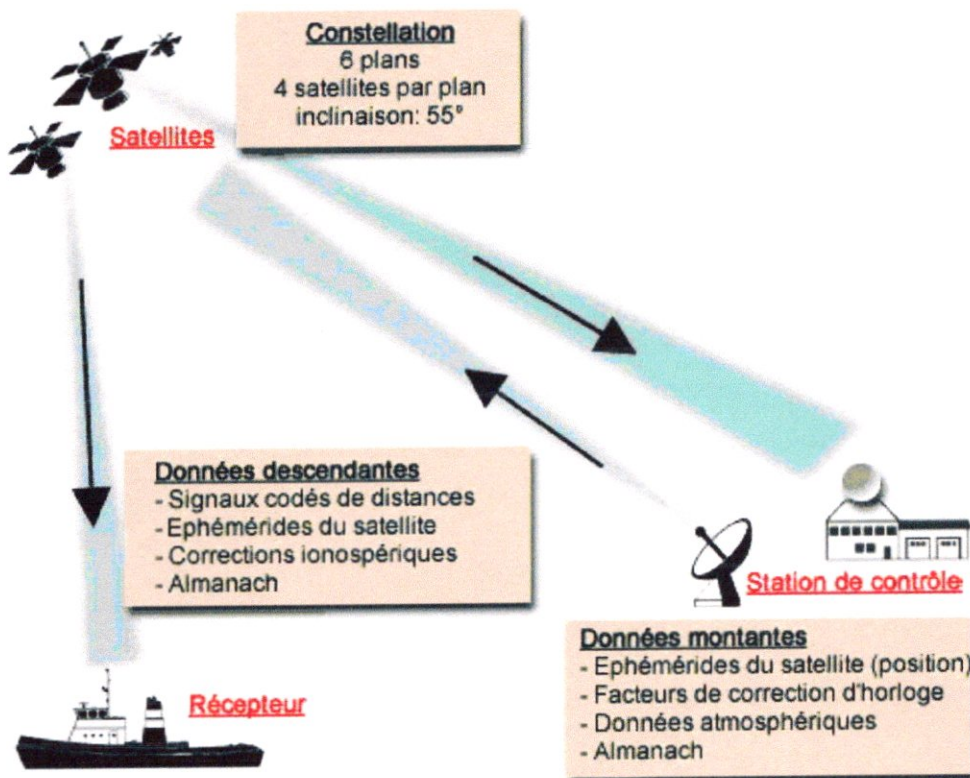 Constellation
6 plans
4 satellites par plan
inclinaison: 55°
Satellites
Données descendantes
- Signaux codés de distances
- Ephémérides du satellite
- Corrections ionospériques
- Almanach
Station de contrôle
Données montantes
- Ephémérides du satellite (position)
- Facteurs de correction d'horloge
- Données atmosphériques
- Almanach
Récepteur